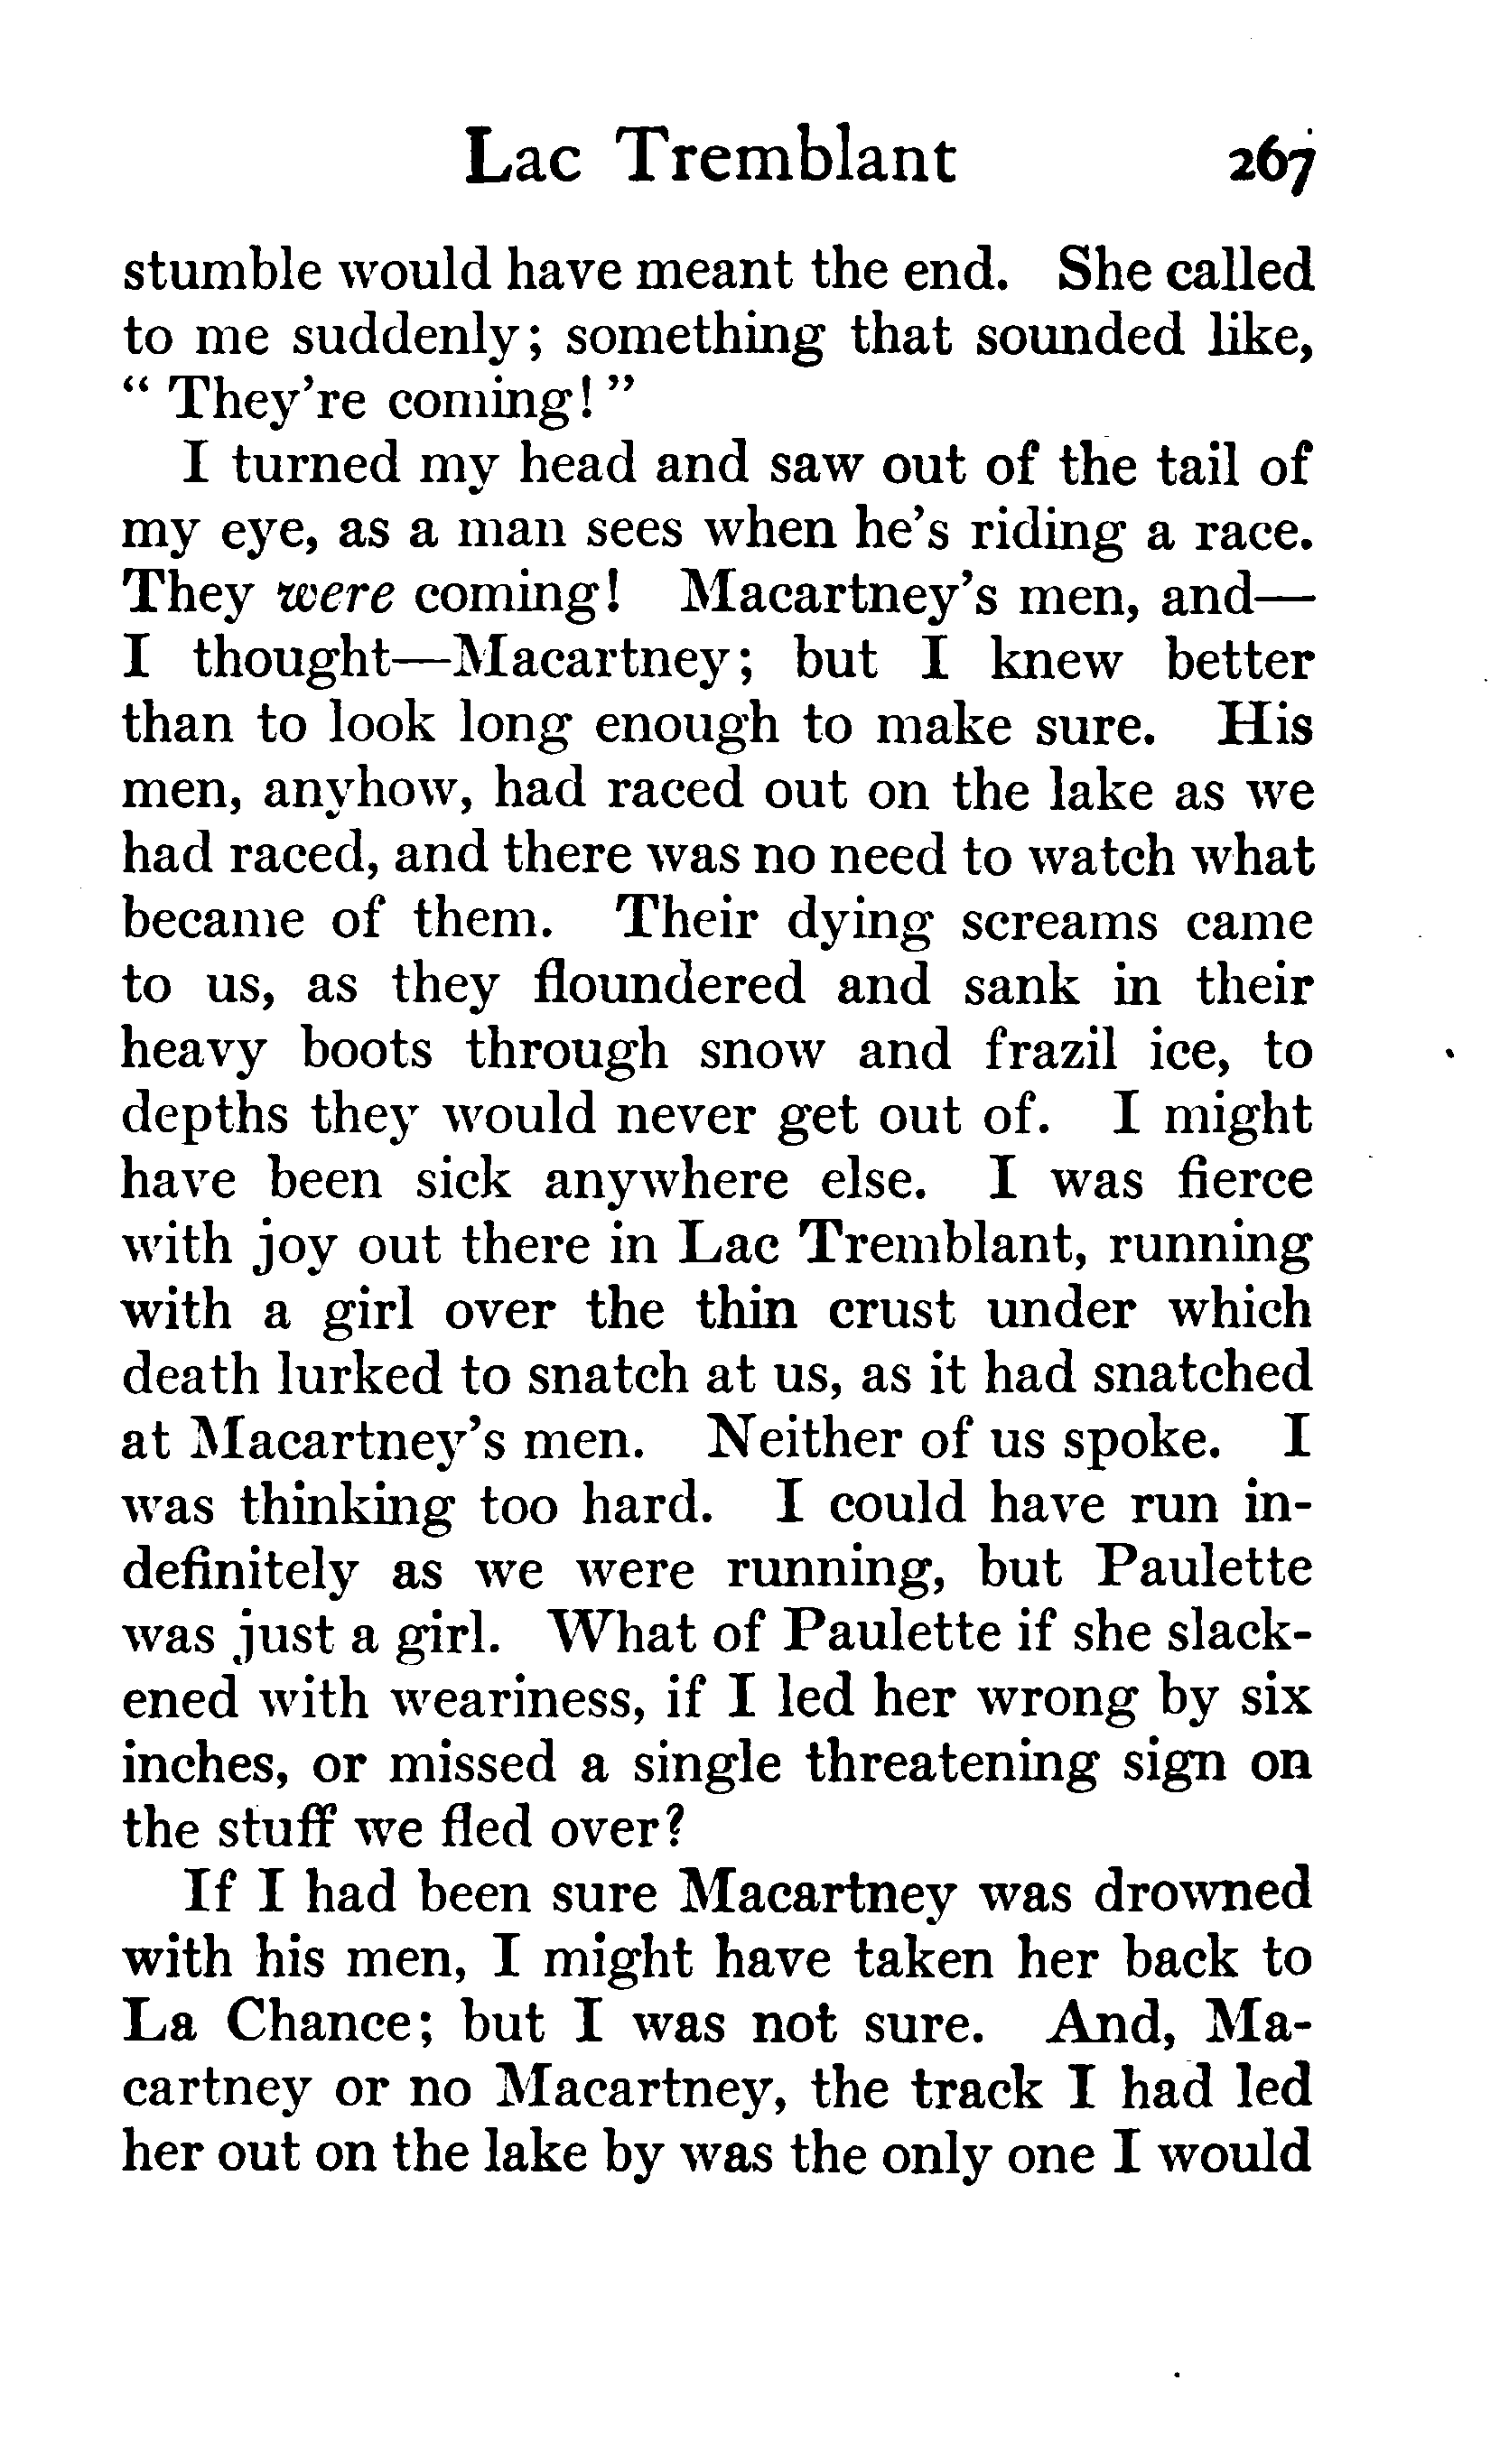 Lac Tremblant 267
stumble would have meant the end. She called
to me suddenly; something that sounded like,
" They're coming! "
I turned my head and saw out of the tail of
my eye, as a man sees when he's riding a race.
They were coming! Macartney's men, and—
I thought—Macartney; but I knew better
than to look long enough to make sure. His
men, anyhow, had raced out on the lake as we
had raced, and there was no need to watch what
became of them. Their dying screams came
to us, as they floundered and sank in their
heavy boots through snow and frazil ice, to
depths they would never get out of. I might
have been sick anywhere else. I was fierce
with joy out there in Lac Tremblant, running
with a girl over the thin crust under which
death lurked to snatch at us, as it had snatched
at Macartney's men. Neither of us spoke. I
was thinking too hard. I could have run in-
definitely as we were running, but Paulette
was just a girl. What of Paulette if she slack-
ened with weariness, if I led her wrong by six
inches, or missed a single threatening sign on
the stuff we fled over?
If I had been sure Macartney was drowned
with his men, I might have taken her back to
La Chance; but I was not sure. And, Ma-
cartney or no Macartney, the track I had led
her out on the lake by was the only one I would